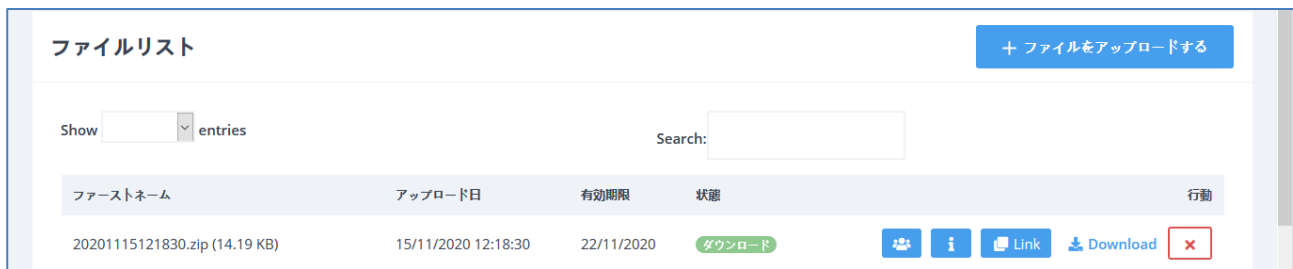 ファイルリスト
+ ファイルをアップロードする
Show entries
Search:
ファーストネーム アップロード日 有効期限 状態 行動
20201115121830.zip (14.19 KB) 15/11/2020 12:18:30 22/11/2020 ダウンロード Link Download